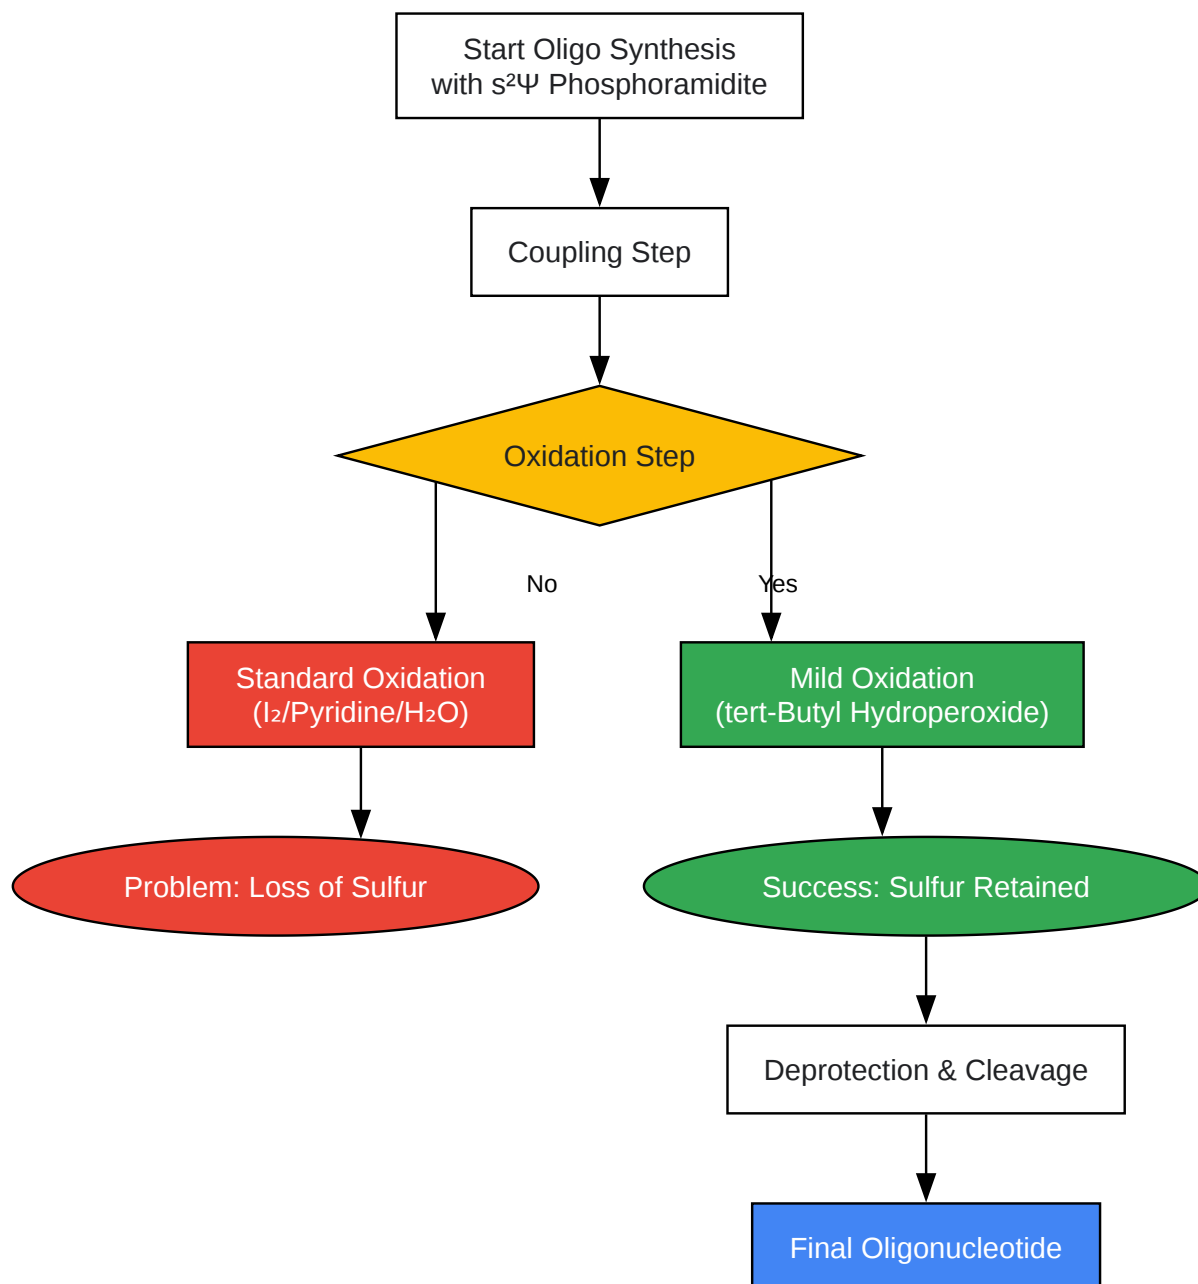 Start Oligo Synthesis
with s²Ψ Phosphoramidite
Coupling Step
Oxidation Step
No
Yes
Standard Oxidation
(I₂/Pyridine/H₂O)
Mild Oxidation
(tert-Butyl Hydroperoxide)
Problem: Loss of Sulfur
Success: Sulfur Retained
Deprotection & Cleavage
Final Oligonucleotide